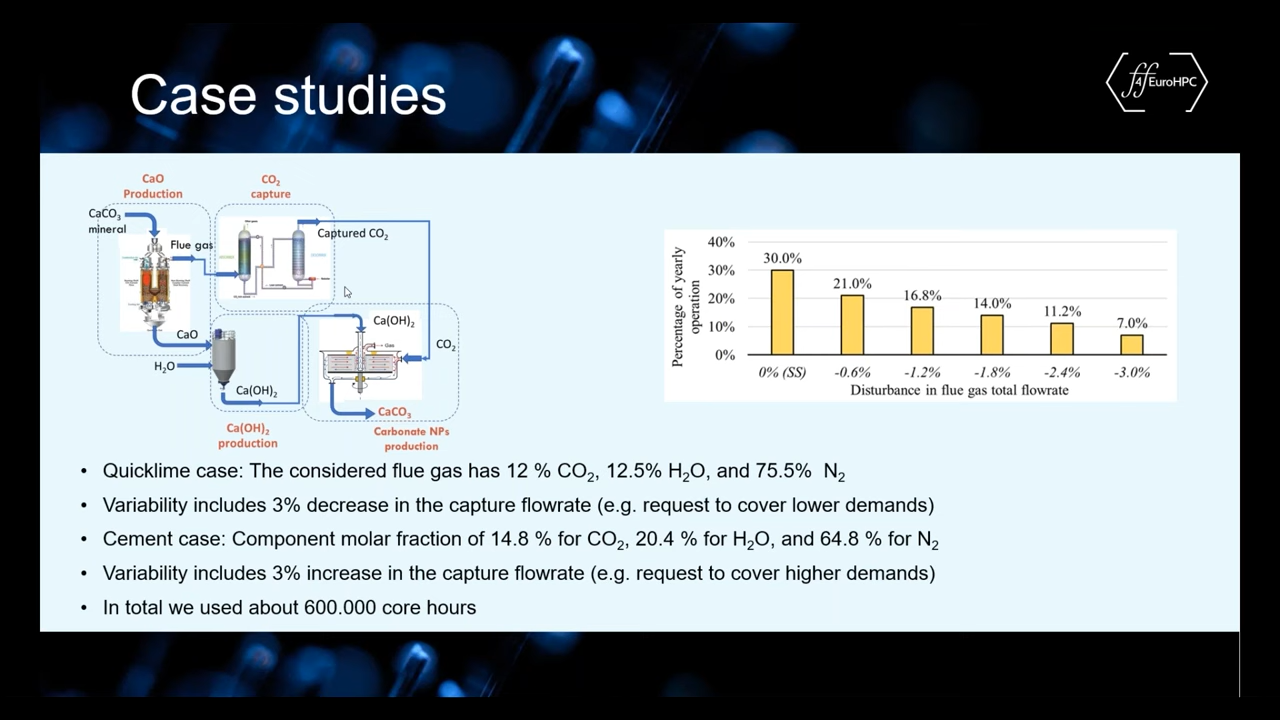 Case studies
ff4EuroHPC
CaO
Production
CO₂
capture
CaCO₃
mineral
Flue gas
Captured CO₂
CaO
H₂O
Ca(OH)₂
Ca(OH)₂
Gas
CO₂
CaCO₃
Ca(OH)₂
production
Carbonate NPs
production
Percentage of yearly
operation
40%
30%
20%
10%
0%
30.0%
21.0%
16.8%
14.0%
11.2%
7.0%
0% (SS)
-0.6%
-1.2%
-1.8%
-2.4%
-3.0%
Disturbance in flue gas total flowrate
• Quicklime case: The considered flue gas has 12 % CO₂, 12.5% H₂O, and 75.5% N₂
• Variability includes 3% decrease in the capture flowrate (e.g. request to cover lower demands)
• Cement case: Component molar fraction of 14.8 % for CO₂, 20.4 % for H₂O, and 64.8 % for N₂
• Variability includes 3% increase in the capture flowrate (e.g. request to cover higher demands)
• In total we used about 600.000 core hours